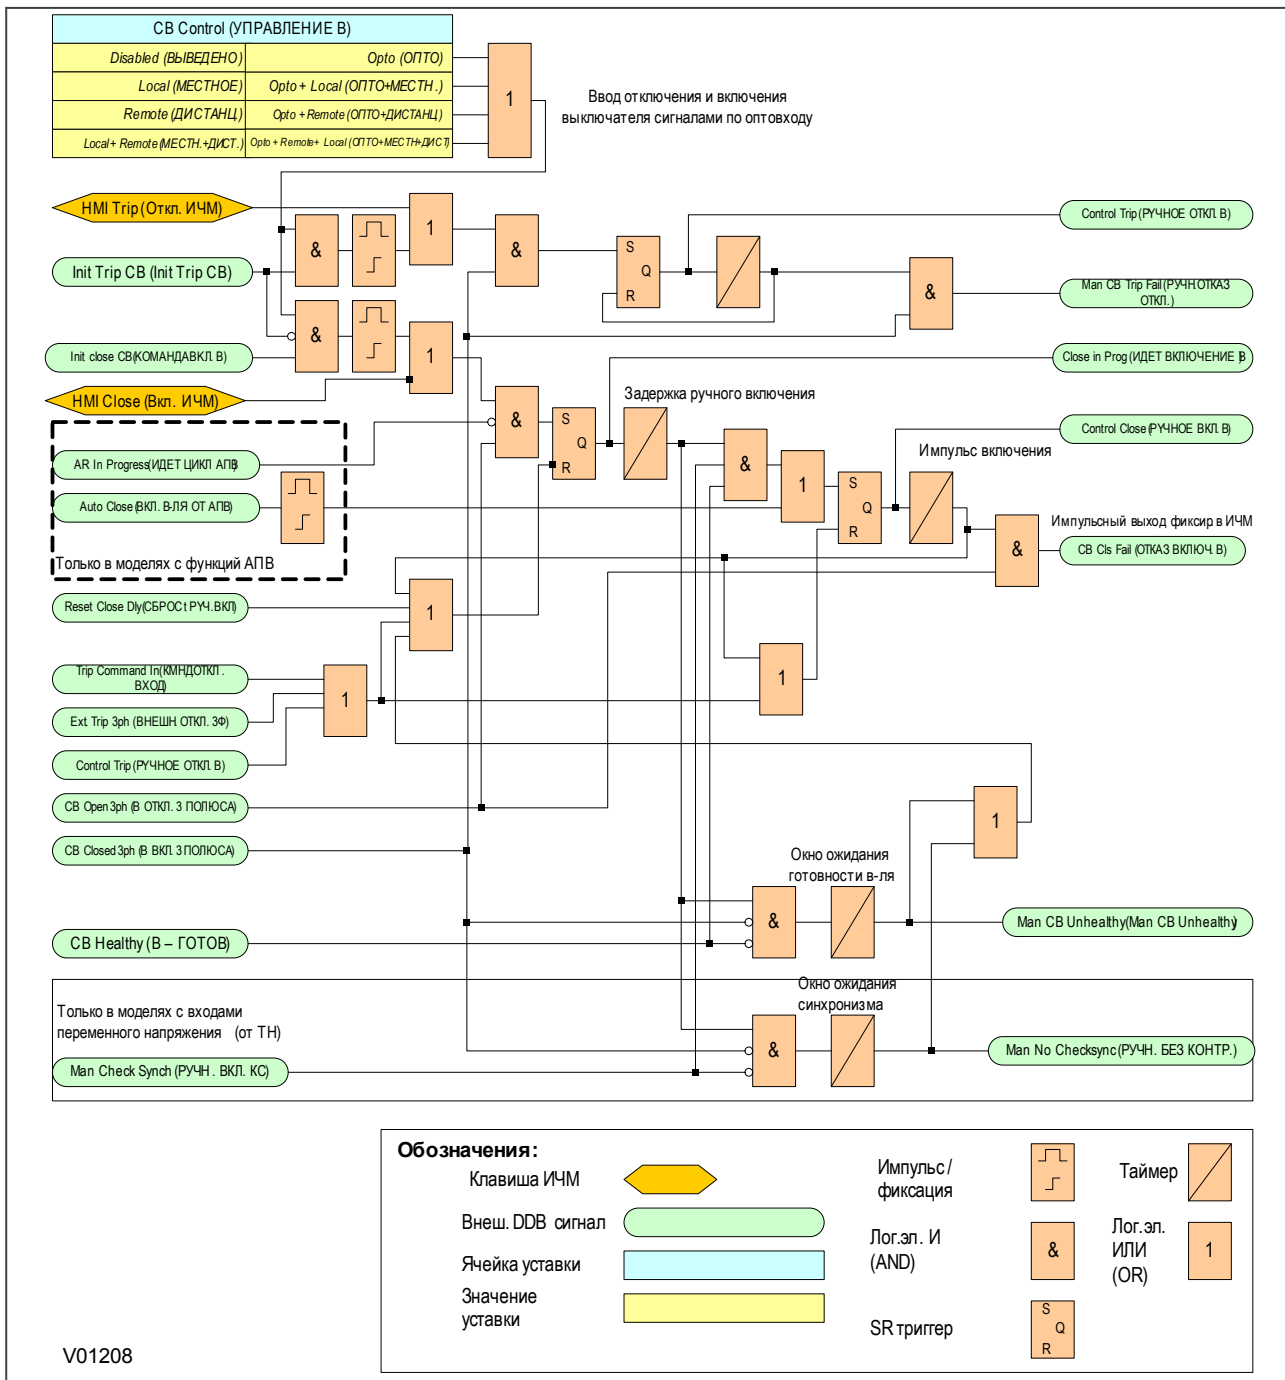 CB Control (УПРАВЛЕНИЕ В)
Disabled (ВЫВЕДЕНО)
Opto (ОПТО)
Local (МЕСТНОЕ)
Opto + Local (ОПТО+МЕСТН.)
Remote (ДИСТАНЦ)
Opto + Remote (ОПТО+ДИСТАНЦ)
Local + Remote (МЕСТН.+ДИСТ.)
Opto + Remote+ Local (ОПТО+МЕСТН+ДИСТ)
1
Ввод отключения и включения
выключателя сигналами по оптовходу
HMI Trip (Откл. ИЧМ)
1
Control Trip (РУЧНОЕ ОТКЛ. В)
&
&
S
Q
R
Init Trip CB (Init Trip CB)
&
Man CB Trip Fail (РУЧН.ОТКАЗ
ОТКЛ.)
&
1
Init close CB(КОМАНДАВКЛ. В)
Close in Prog (ИДЕТ ВКЛЮЧЕНИЕ В)
HMI Close (Вкл. ИЧМ)
Задержка ручного включения
&
S
Q
R
Control Close (РУЧНОЕ ВКЛ. В)
&
Импульс включения
AR In Progress(ИДЕТ ЦИКЛ АПВ)
1
S
Q
R
Auto Close (ВКЛ. В-ЛЯ ОТ АПВ)
Импульсный выход фиксир в ИЧМ
&
CB Cls Fail (ОТКАЗ ВКЛЮЧ. В)
Только в моделях с функций АПВ
Reset Close Dly(СБРОС t РУЧ.ВКЛ)
1
Trip Command In(КМНДОТКЛ.
ВХОД)
1
1
Ext Trip 3ph (ВНЕШН. ОТКЛ. 3Ф)
Control Trip (РУЧНОЕ ОТКЛ. В)
CB Open 3ph (В ОТКЛ. 3 ПОЛЮСА)
1
CB Closed 3ph (В ВКЛ. 3 ПОЛЮСА)
Окно ожидания
готовности в-ля
&
Man CB Unhealthy(Man CB Unhealthy)
CB Healthy (В – ГОТОВ)
Окно ожидания
синхронизма
Только в моделях с входами
переменного напряжения (от ТН)
&
Man No Checksync (РУЧН. БЕЗ КОНТР.)
Man Check Synch (РУЧН. ВКЛ. КС)
Обозначения:
Клавиша ИЧМ
Импульс /
фиксация
Таймер
Внеш. DDB сигнал
Лог.эл. И
(AND)
&
Лог.эл.
ИЛИ
(OR)
1
Ячейка уставки
Значение
уставки
SR триггер
S
Q
R
V01208